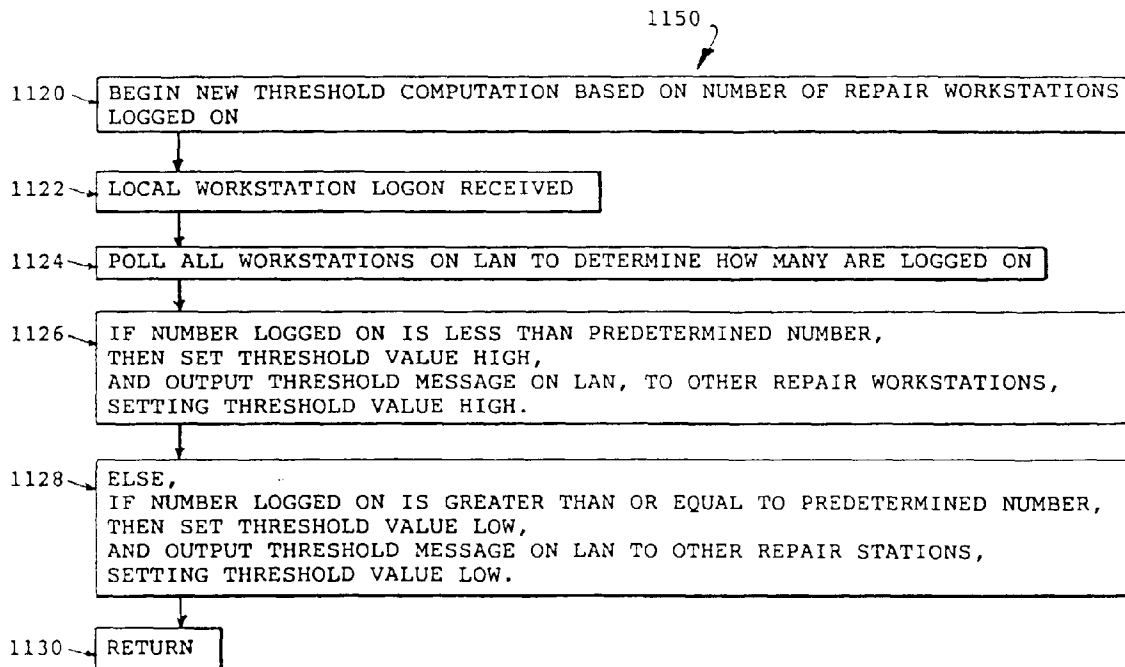 1150
1120 BEGIN NEW THRESHOLD COMPUTATION BASED ON NUMBER OF REPAIR WORKSTATIONS
LOGGED ON
1122 LOCAL WORKSTATION LOGON RECEIVED
1124 POLL ALL WORKSTATIONS ON LAN TO DETERMINE HOW MANY ARE LOGGED ON
1126 IF NUMBER LOGGED ON IS LESS THAN PREDETERMINED NUMBER,
THEN SET THRESHOLD VALUE HIGH,
AND OUTPUT THRESHOLD MESSAGE ON LAN, TO OTHER REPAIR WORKSTATIONS,
SETTING THRESHOLD VALUE HIGH.
1128 ELSE,
IF NUMBER LOGGED ON IS GREATER THAN OR EQUAL TO PREDETERMINED NUMBER,
THEN SET THRESHOLD VALUE LOW,
AND OUTPUT THRESHOLD MESSAGE ON LAN TO OTHER REPAIR STATIONS,
SETTING THRESHOLD VALUE LOW.
1130 RETURN